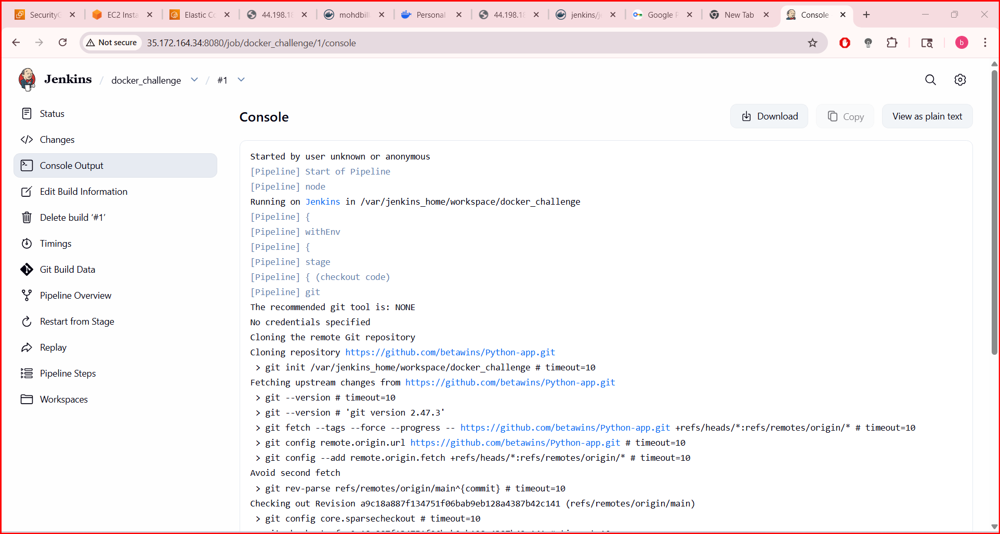 SecurityG
EC2 Insta
Elastic Co
44.198.18
mohdbill
Personal
44.198.18
jenkins/je
Google P
New Tab
Console
Not secure
35.172.164.34:8080/job/docker_challenge/1/console
b
Jenkins / docker_challenge / #1
Status
Changes
Console Output
Edit Build Information
Delete build ‘#1’
Timings
Git Build Data
Pipeline Overview
Restart from Stage
Replay
Pipeline Steps
Workspaces
Console
Download
Copy
View as plain text
Started by user unknown or anonymous
[Pipeline] Start of Pipeline
[Pipeline] node
Running on Jenkins in /var/jenkins_home/workspace/docker_challenge
[Pipeline] {
[Pipeline] withEnv
[Pipeline] {
[Pipeline] stage
[Pipeline] { (checkout code)
[Pipeline] git
The recommended git tool is: NONE
No credentials specified
Cloning the remote Git repository
Cloning repository https://github.com/betawins/Python-app.git
> git init /var/jenkins_home/workspace/docker_challenge # timeout=10
Fetching upstream changes from https://github.com/betawins/Python-app.git
> git --version # timeout=10
> git --version # 'git version 2.47.3'
> git fetch --tags --force --progress -- https://github.com/betawins/Python-app.git +refs/heads/*:refs/remotes/origin/* # timeout=10
> git config remote.origin.url https://github.com/betawins/Python-app.git # timeout=10
> git config --add remote.origin.fetch +refs/heads/*:refs/remotes/origin/* # timeout=10
Avoid second fetch
> git rev-parse refs/remotes/origin/main^{commit} # timeout=10
Checking out Revision a9c18a887f134751f06bab9eb128a4387b42c141 (refs/remotes/origin/main)
> git config core.sparsecheckout # timeout=10